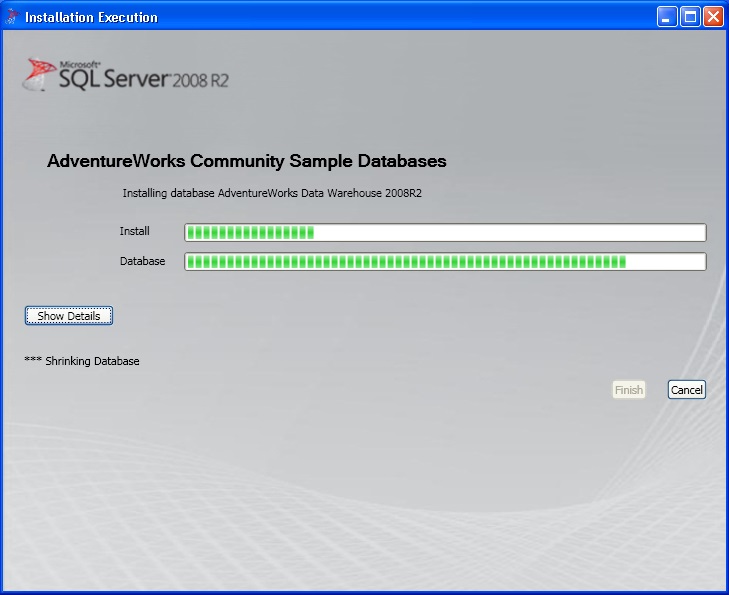 Installation Execution
Microsoft®
SQL Server 2008 R2
AdventureWorks Community Sample Databases
Installing database AdventureWorks Data Warehouse 2008R2
Install
Database
Show Details
*** Shrinking Database
Finish
Cancel